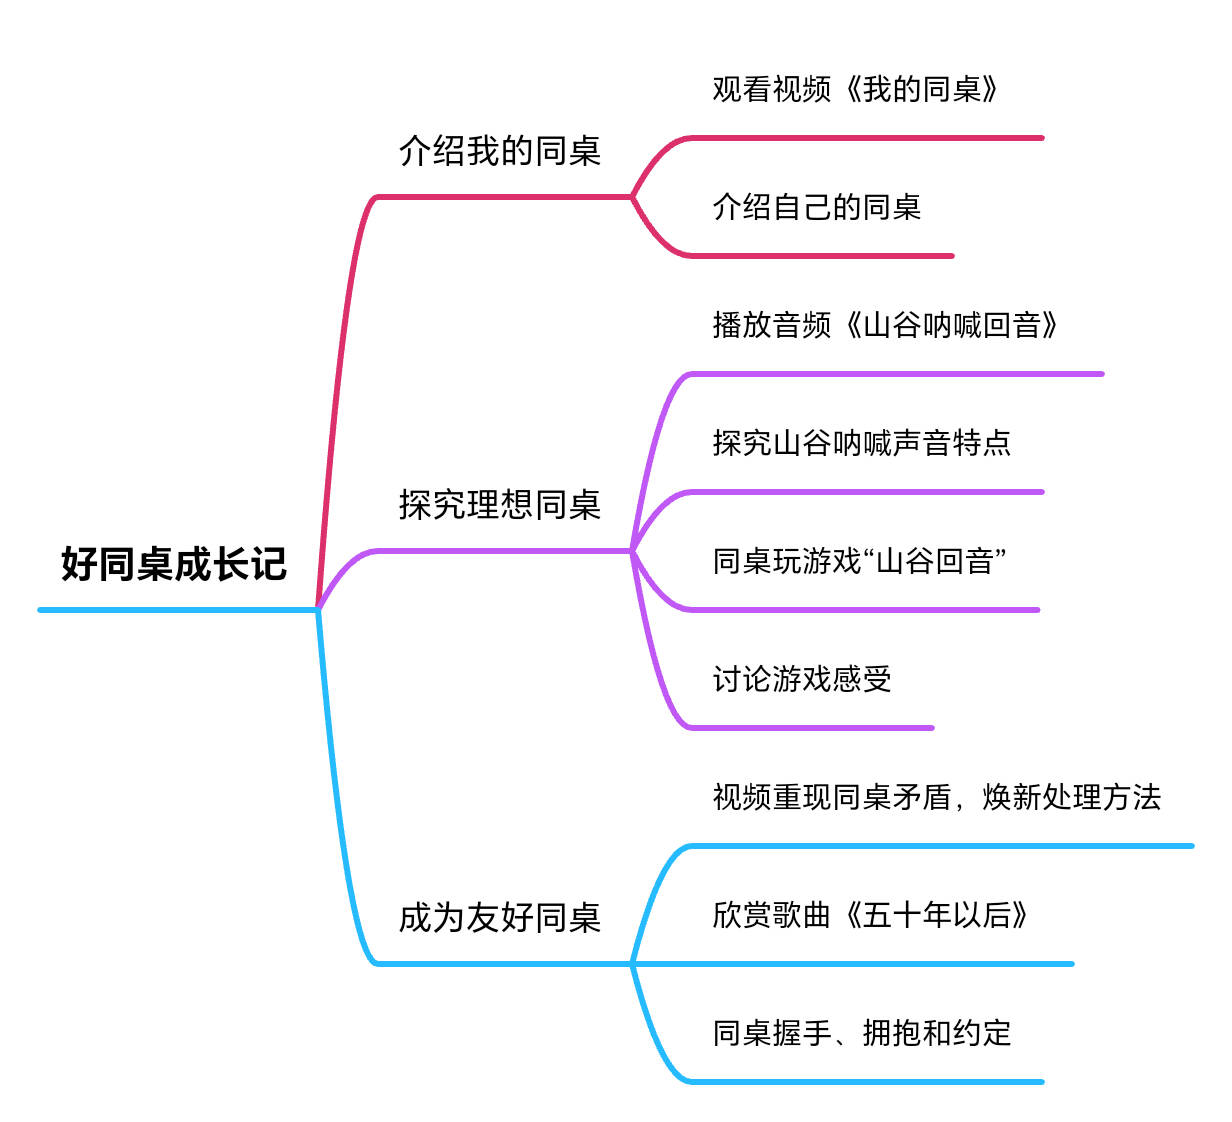 观看视频《我的同桌》
介绍我的同桌
介绍自己的同桌
播放音频《山谷呐喊回音》
探究山谷呐喊声音特点
探究理想同桌
好同桌成长记
同桌玩游戏“山谷回音”
讨论游戏感受
视频重现同桌矛盾，焕新处理方法
成为友好同桌
欣赏歌曲《五十年以后》
同桌握手、拥抱和约定